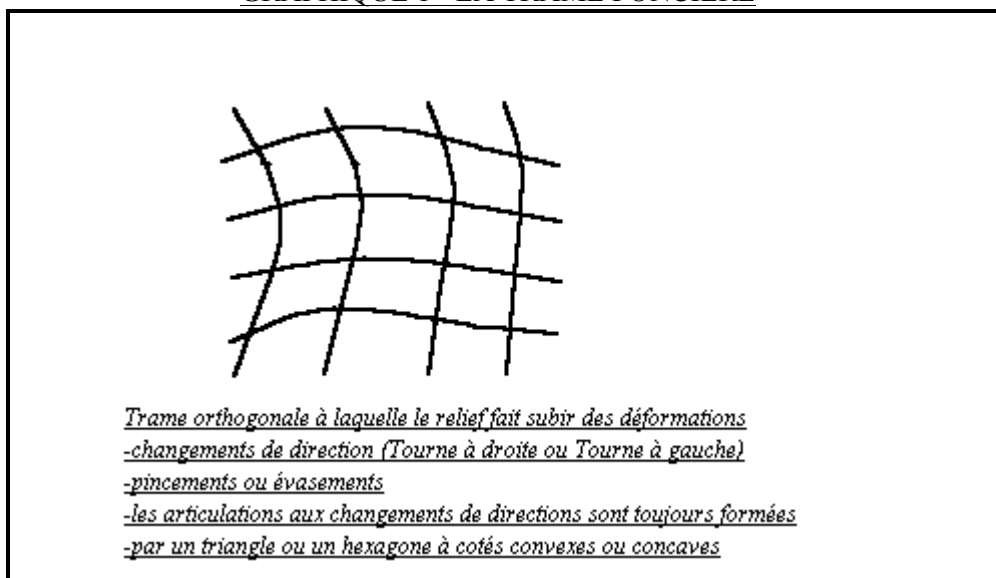 Trame orthogonale à laquelle le relief fait subir des déformations
-changements de direction (Tourne à droite ou Tourne à gauche)
-pincements ou évasements
-les articulations aux changements de directions sont toujours formées
-par un triangle ou un hexagone à cotés convexes ou concaves